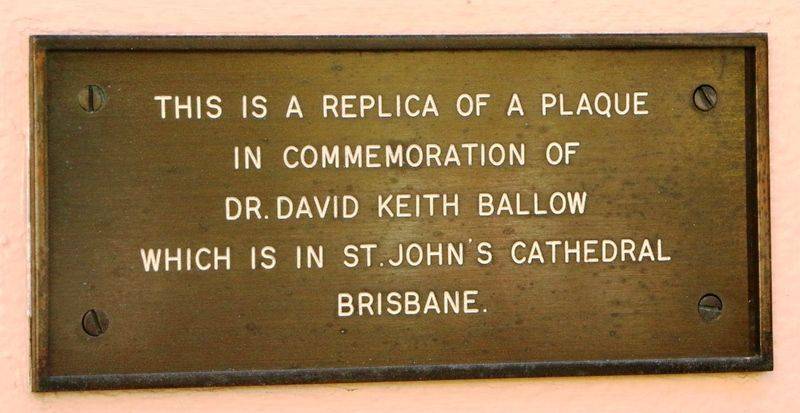 THIS IS A REPLICA OF A PLAQUE
IN COMMEMORATION OF
DR. DAVID KEITH BALLOW
WHICH IS IN ST. JOHN'S CATHEDRAL
BRISBANE.